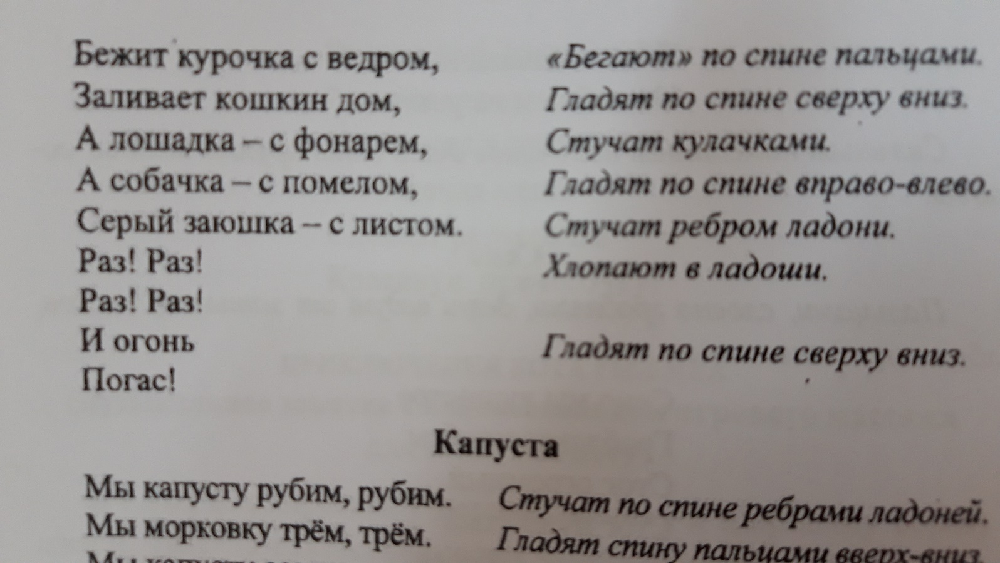 Бежит курочка с ведром, «Бегают» по спине пальцами.
Заливает кошкин дом, Гладят по спине сверху вниз.
А лошадка – с фонарем, Стучат кулачками.
А собачка – с помелом, Гладят по спине вправо-влево.
Серый заюшка – с листом. Стучат ребром ладони.
Раз! Раз! Хлопают в ладоши.
Раз! Раз!
И огонь Гладят по спине сверху вниз.
Погас!
Капуста
Мы капусту рубим, рубим. Стучат по спине ребрами ладоней.
Мы морковку трём, трём. Гладят спину пальцами вверх-вниз.
Мы капусту